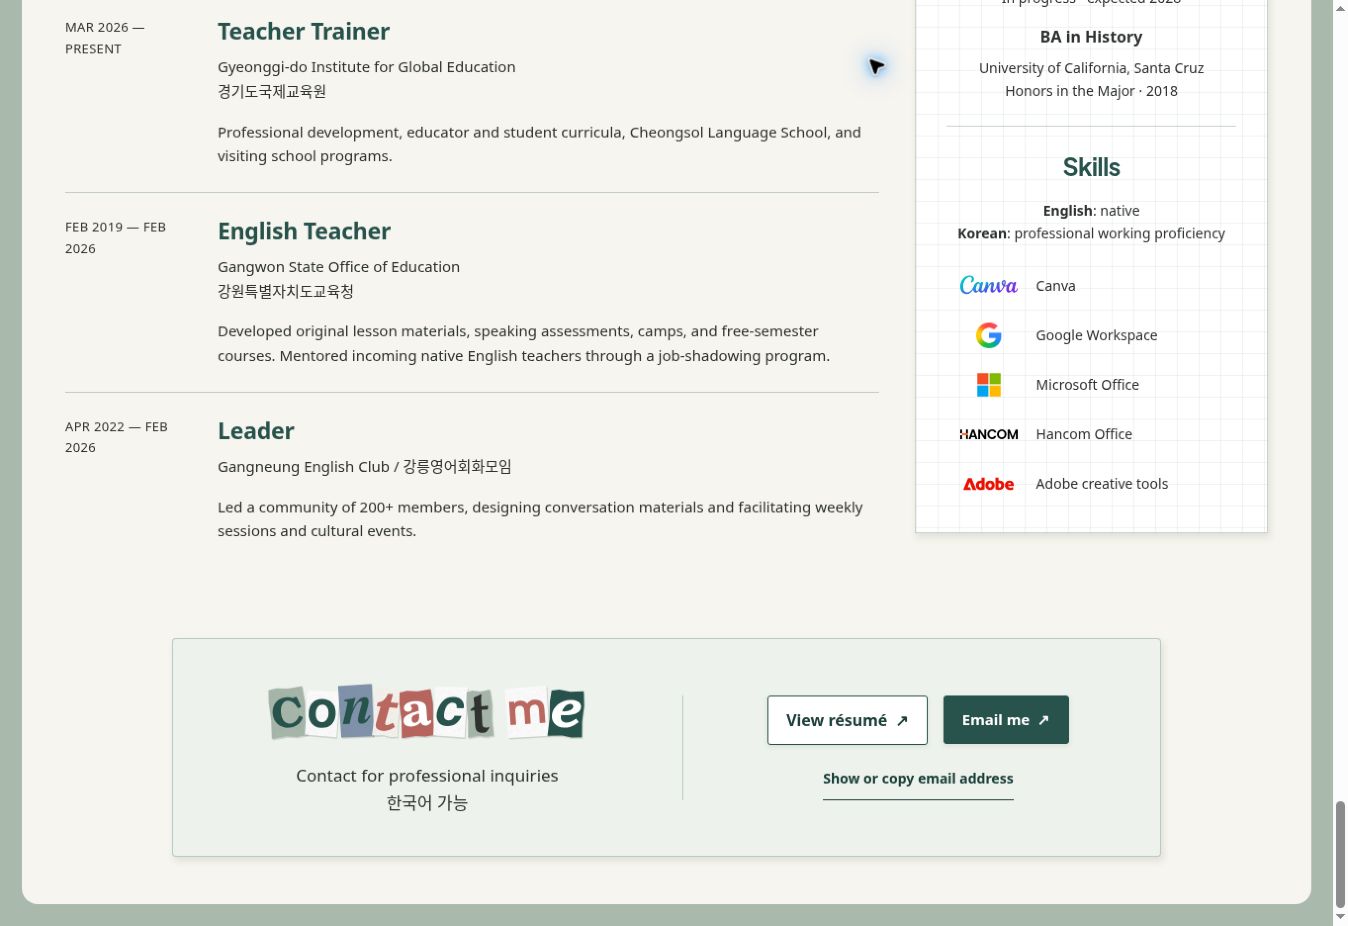 In progress · expected 2028
MAR 2026 —
PRESENT
Teacher Trainer
Gyeonggi-do Institute for Global Education
경기도국제교육원
Professional development, educator and student curricula, Cheongsol Language School, and
visiting school programs.
FEB 2019 — FEB
2026
English Teacher
Gangwon State Office of Education
강원특별자치도교육청
Developed original lesson materials, speaking assessments, camps, and free-semester
courses. Mentored incoming native English teachers through a job-shadowing program.
APR 2022 — FEB
2026
Leader
Gangneung English Club / 강릉영어회화모임
Led a community of 200+ members, designing conversation materials and facilitating weekly
sessions and cultural events.
BA in History
University of California, Santa Cruz
Honors in the Major · 2018
Skills
English: native
Korean: professional working proficiency
Canva Canva
Google Workspace
Microsoft Office
HANCOM Hancom Office
Adobe Adobe creative tools
contact me
Contact for professional inquiries
한국어 가능
View résumé ↗
Email me ↗
Show or copy email address